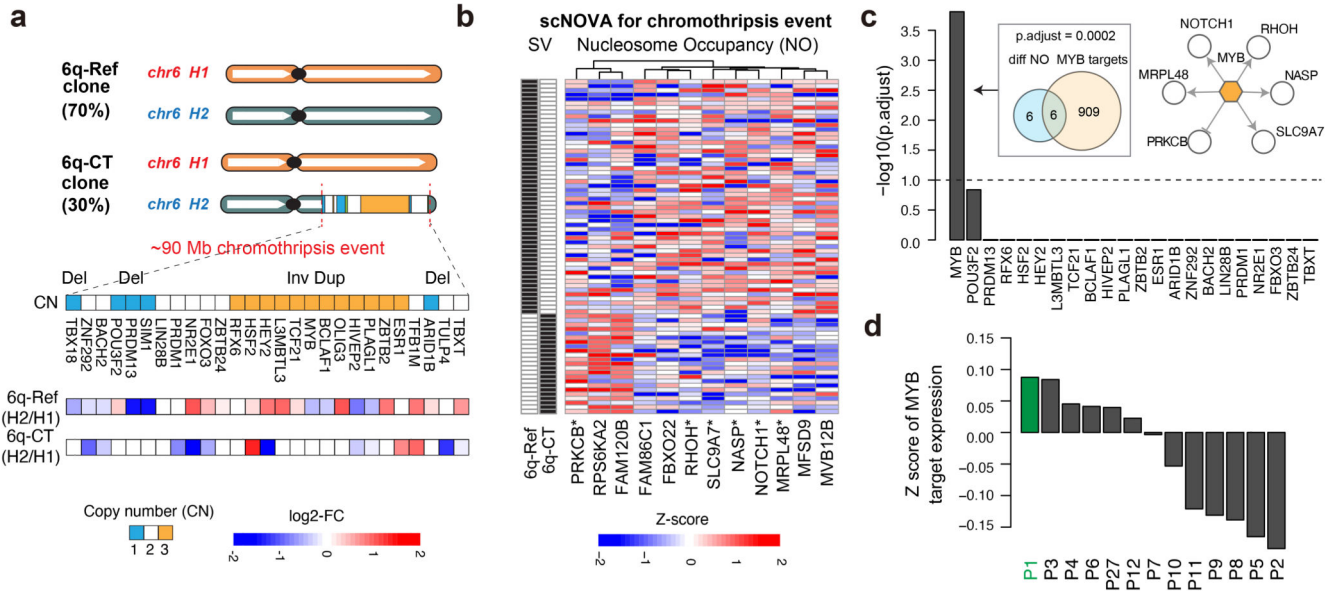 a
6q-Ref
clone
(70%)
chr6 H1
chr6 H2
6q-CT
clone
(30%)
chr6 H1
chr6 H2
~90 Mb chromothripsis event
Del
Del
Inv Dup
Del
CN
TBX18
ZNF292
BACH2
POU3F2
PRDM13
SIM1
LIN28B
PRDM1
NR2E1
FOXO3
ZBTB24
RFX6
HSF2
HEY2
L3MBTL3
TCF21
MYB
BCLAF1
OLIG3
HIVEP2
PLAGL1
ZBTB2
ESR1
TFB1M
ARID1B
TULP4
TBXT
6q-Ref
(H2/H1)
6q-CT
(H2/H1)
Copy number (CN)
1 2 3
log2-FC
-2 -1 0 1 2
b
scNOVA for chromothripsis event
SV
Nucleosome Occupancy (NO)
6q-Ref
6q-CT
PRKCB*
RPS6KA2
FAM120B
FAM86C1
FBXO22
RHOH*
SLC9A7*
NASP*
NOTCH1*
MRPL48*
MFSD9
MVB12B
Z-score
-2 -1 0 1 2
c
−log10(p.adjust)
3.5
3.0
2.5
2.0
1.5
1.0
0.5
0.0
p.adjust = 0.0002
diff NO MYB targets
6 6 909
NOTCH1
RHOH
MRPL48
MYB
NASP
PRKCB
SLC9A7
MYB
POU3F2
PRDM13
RFX6
HSF2
HEY2
L3MBTL3
TCF21
BCLAF1
HIVEP2
PLAGL1
ZBTB2
ESR1
ARID1B
ZNF292
BACH2
LIN28B
PRDM1
NR2E1
FBXO3
ZBTB24
TBXT
d
Z score of MYB
target expression
0.10
0.05
0.00
−0.05
−0.10
−0.15
P1
P3
P4
P6
P27
P12
P7
P10
P11
P9
P8
P5
P2